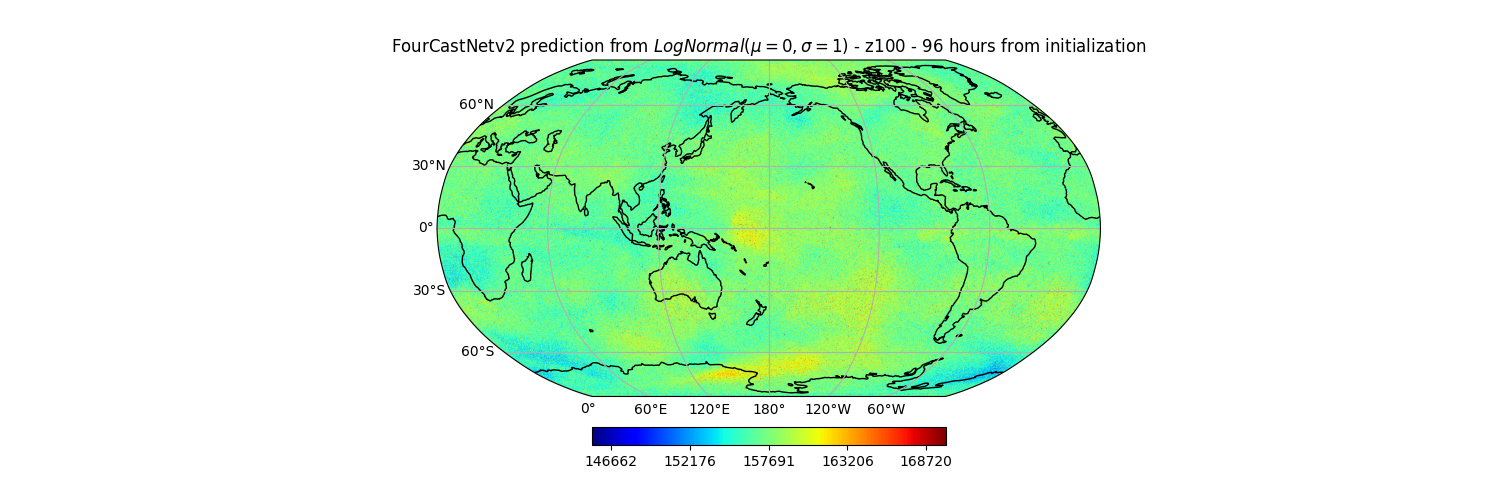 FourCastNetv2 prediction from LogNormal(μ = 0, σ = 1) - z100 - 96 hours from initialization
60°N
30°N
0°
30°S
60°S
0° 60°E 120°E 180° 120°W 60°W
146662 152176 157691 163206 168720